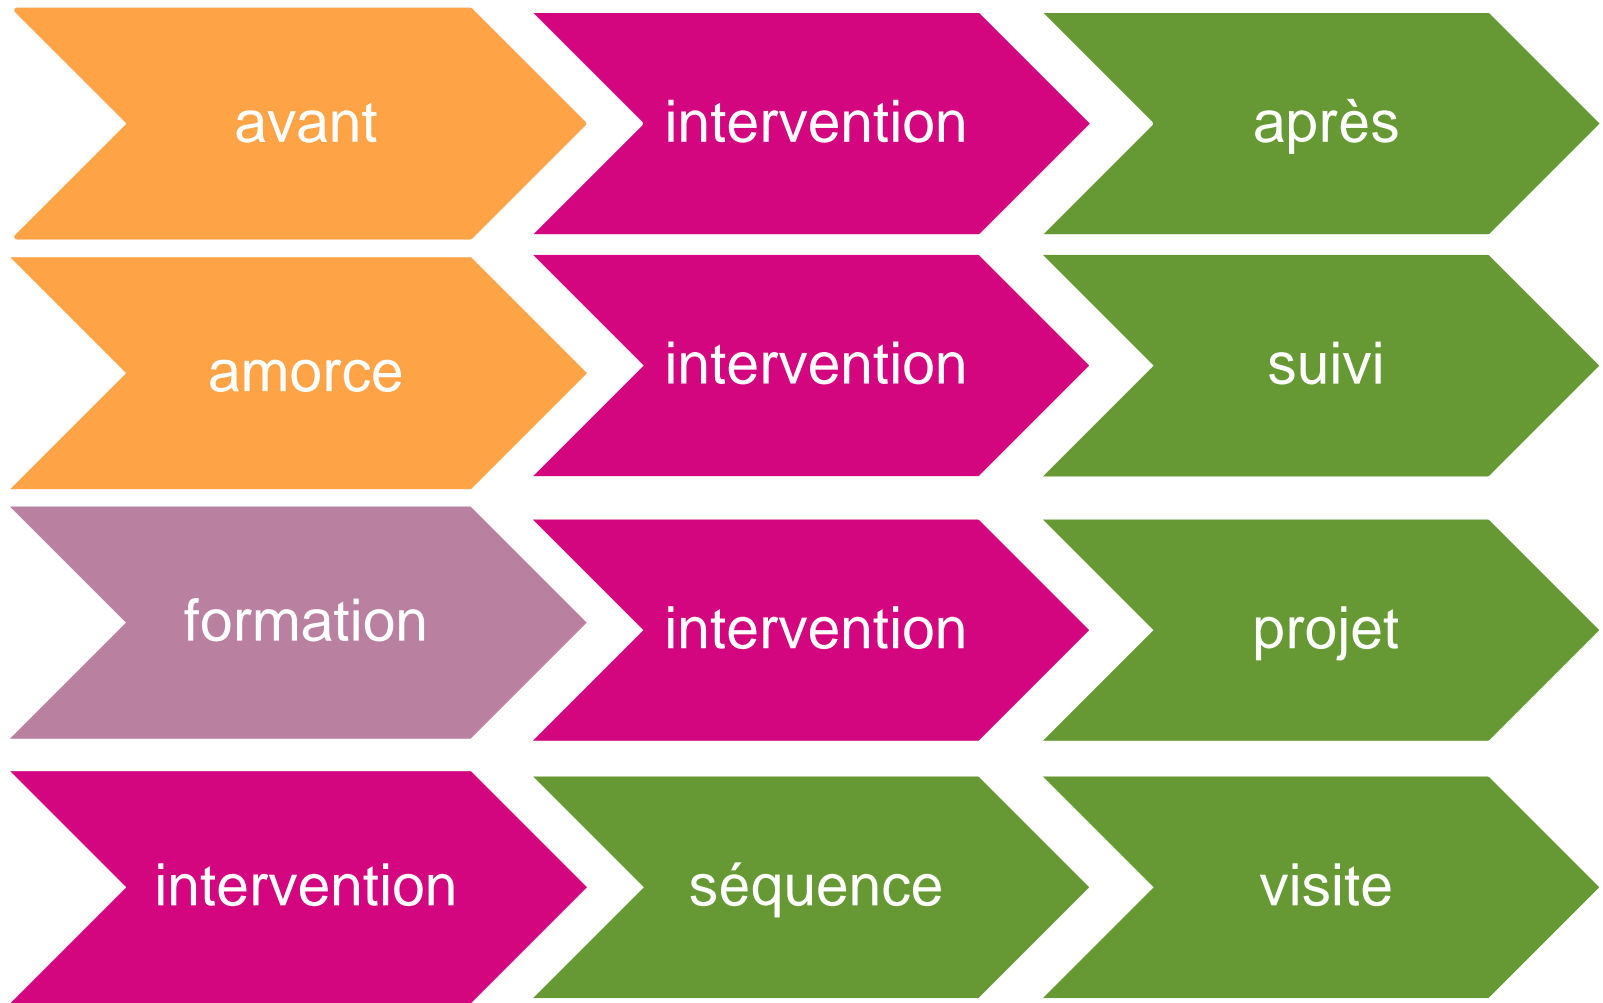 avant
intervention
après
amorce
intervention
suivi
formation
intervention
projet
intervention
séquence
visite